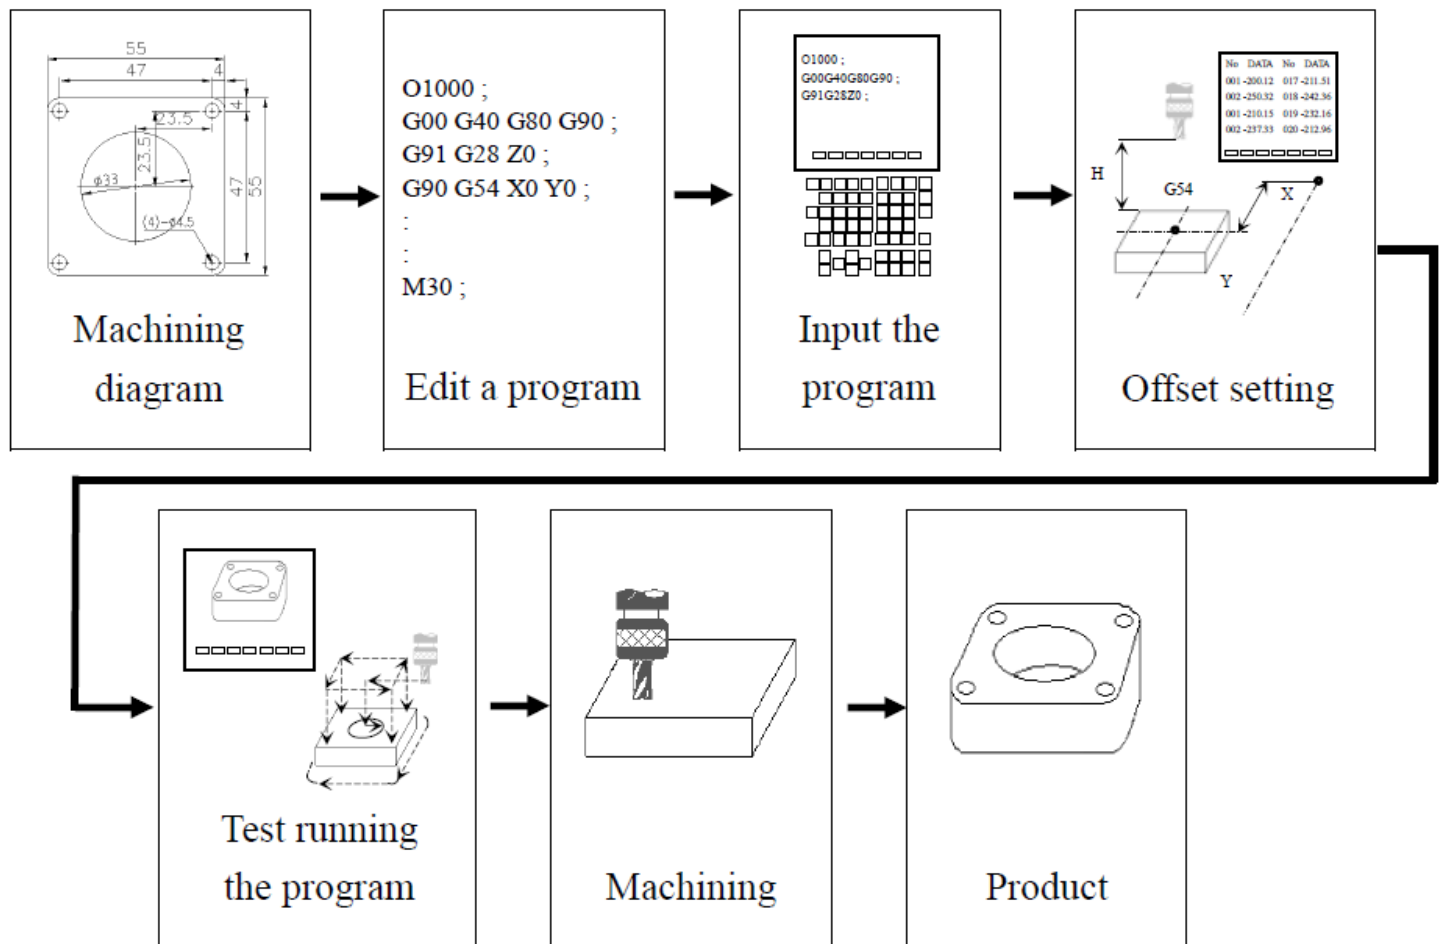 55
47
4
4
23.5
23.5
ø33
47
55
(4)-ø4.5
Machining
diagram
O1000 ;
G00 G40 G80 G90 ;
G91 G28 Z0 ;
G90 G54 X0 Y0 ;
:
:
M30 ;
Edit a program
O1000 ;
G00G40G80G90 ;
G91G28Z0 ;
Input the
program
No DATA No DATA
001 -200.12 017 -211.51
002 -250.32 018 -242.36
001 -210.15 019 -232.16
002 -237.33 020 -212.96
H
G54
X
Y
Offset setting
Test running
the program
Machining
Product